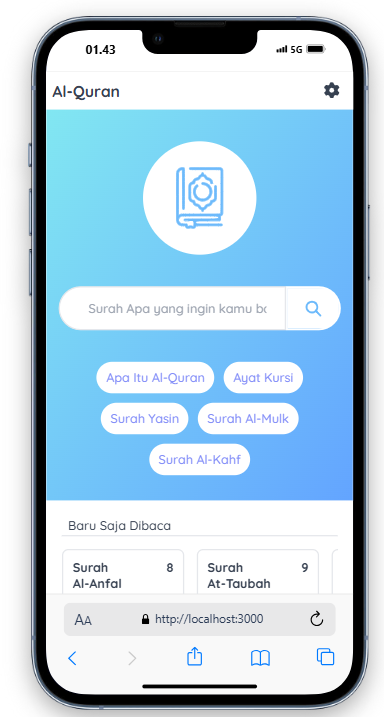 01.43
5G
Al-Quran
Surah Apa yang ingin kamu
Apa Itu Al-Quran
Ayat Kursi
Surah Yasin
Surah Al-Mulk
Surah Al-Kahf
Baru Saja Dibaca
Surah 8
Al-Anfal
Surah 9
At-Taubah
AA
http://localhost:3000